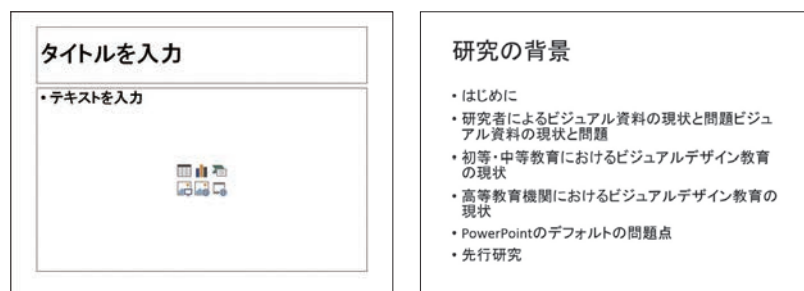 タイトルを入力
・テキストを入力
研究の背景
・はじめに
・研究者によるビジュアル資料の現状と問題ビジュ
アル資料の現状と問題
・初等・中等教育におけるビジュアルデザイン教育
の現状
・高等教育機関におけるビジュアルデザイン教育の
現状
・PowerPointのデフォルトの問題点
・先行研究